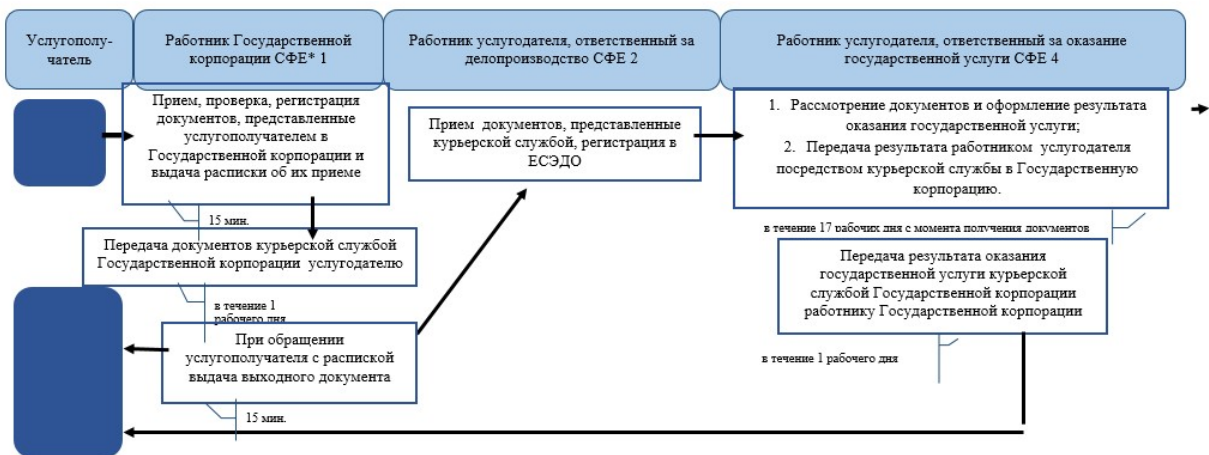 Услугополу-
чатель
Работник Государственной
корпорации СФЕ* 1
Работник услугодателя, ответственный за
делопроизводство СФЕ 2
Работник услугодателя, ответственный за оказание
государственной услуги СФЕ 4
Прием, проверка, регистрация
документов, представленные
услугополучателем в
Государственной корпорации и
выдача расписки об их приеме
15 мин.
Передача документов курьерской службой
Государственной корпорации услугодателю
в течение 1
рабочего дня
При обращении
услугополучателя с распиской
выдача выходного документа
15 мин.
Прием документов, представленные
курьерской службой, регистрация в
ЕСЭДО
1. Рассмотрение документов и оформление результата
оказания государственной услуги;
2. Передача результата работником услугодателя
посредством курьерской службы в Государственную
корпорацию.
в течение 17 рабочих дня с момента получения документов
Передача результата оказания
государственной услуги курьерской
службой Государственной корпорации
работнику Государственной корпорации
в течение 1 рабочего дня